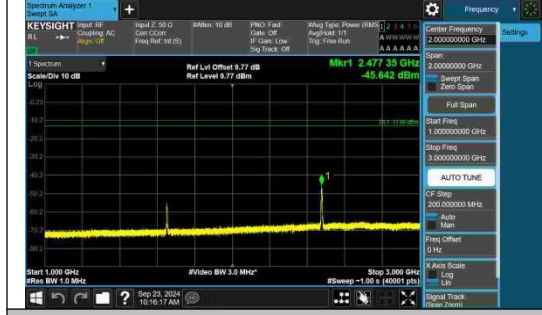 Spectrum Analyzer 1
Swept SA
Frequency
KEYSIGHT
RL
Input: RF
Coupling: AC
Align: Off
Input Z: 50 Ω
Corr: CCorr
Freq Ref: Int (S)
#Atten: 10 dB
PNO: Fast
Gate: Off
IF Gain: Low
Sig Track: Off
#Avg Type: Power (RMS)
Avg|Hold: 1/1
Trig: Free Run
1 2 3 4 5 6
A W W W W W
A A A A A A
1 Spectrum
Scale/Div 10 dB
Log
Ref Lvl Offset 9.77 dB
Ref Level 9.77 dBm
Mkr1 2.477 35 GHz
-45.642 dBm
-0.23
-10.2
-20.2
-30.2
-40.2
-50.2
-60.2
-70.2
-80.2
1
Start 1.000 GHz
#Res BW 1.0 MHz
#Video BW 3.0 MHz*
Stop 3.000 GHz
#Sweep ~1.00 s (40001 pts)
Sep 23, 2024
10:16:17 AM
Center Frequency
2.000000000 GHz
Settings
Span
2.00000000 GHz
Swept Span
Zero Span
Full Span
Start Freq
1.000000000 GHz
Stop Freq
3.000000000 GHz
AUTO TUNE
CF Step
200.000000 MHz
Auto
Man
Freq Offset
0 Hz
X Axis Scale
Log
Lin
Signal Track
(Span Zoom)